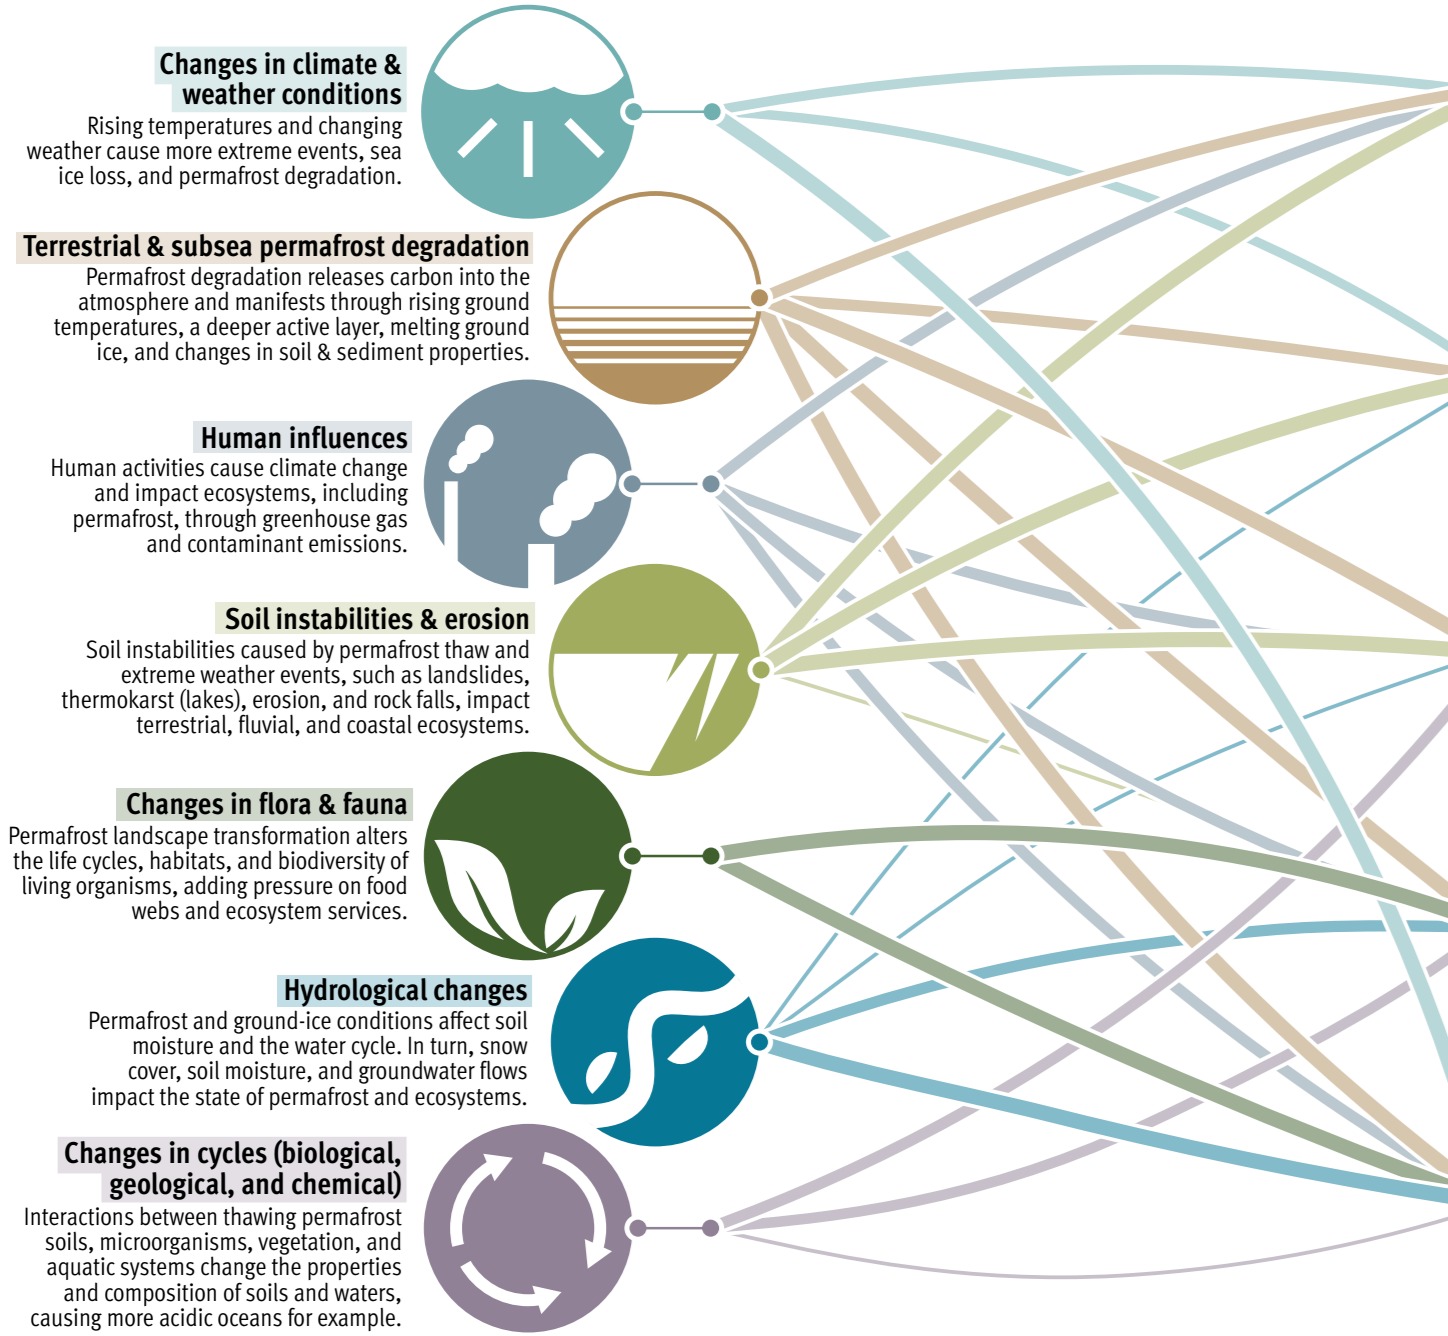 Changes in climate &
weather conditions
Rising temperatures and changing
weather cause more extreme events, sea
ice loss, and permafrost degradation.
Terrestrial & subsea permafrost degradation
Permafrost degradation releases carbon into the
atmosphere and manifests through rising ground
temperatures, a deeper active layer, melting ground
ice, and changes in soil & sediment properties.
Human influences
Human activities cause climate change
and impact ecosystems, including
permafrost, through greenhouse gas
and contaminant emissions.
Soil instabilities & erosion
Soil instabilities caused by permafrost thaw and
extreme weather events, such as landslides,
thermokarst (lakes), erosion, and rock falls, impact
terrestrial, fluvial, and coastal ecosystems.
Changes in flora & fauna
Permafrost landscape transformation alters
the life cycles, habitats, and biodiversity of
living organisms, adding pressure on food
webs and ecosystem services.
Hydrological changes
Permafrost and ground-ice conditions affect soil
moisture and the water cycle. In turn, snow
cover, soil moisture, and groundwater flows
impact the state of permafrost and ecosystems.
Changes in cycles (biological,
geological, and chemical)
Interactions between thawing permafrost
soils, microorganisms, vegetation, and
aquatic systems change the properties
and composition of soils and waters,
causing more acidic oceans for example.